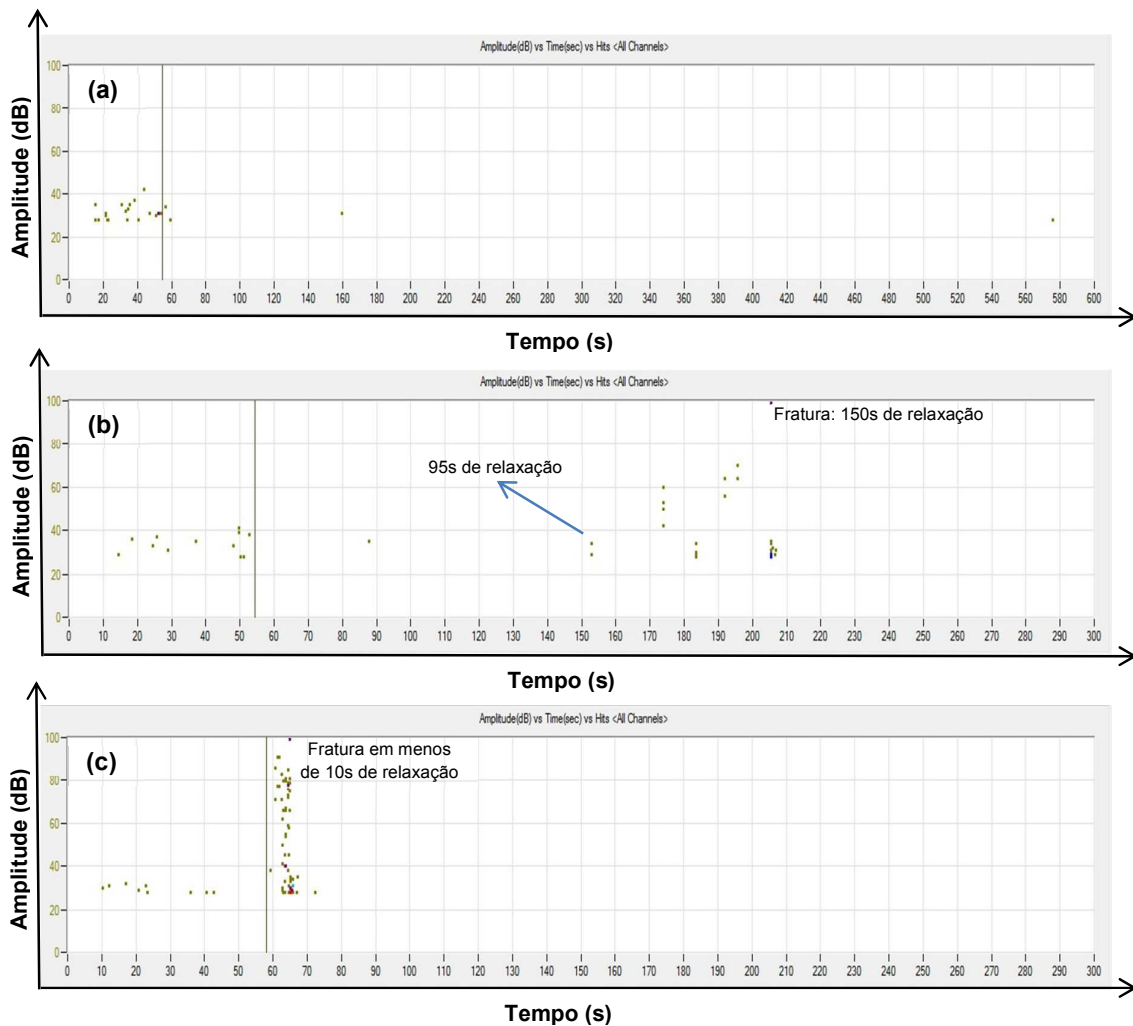 Amplitude(dB) vs Time(sec) vs Hits <All Channels>
(a)
Amplitude (dB)
100
80
60
40
20
0
0 20 40 60 80 100 120 140 160 180 200 220 240 260 280 300 320 340 360 380 400 420 440 460 480 500 520 540 560 580 600
Tempo (s)
Amplitude(dB) vs Time(sec) vs Hits <All Channels>
(b)
Fratura: 150s de relaxação
95s de relaxação
Amplitude (dB)
100
80
60
40
20
0
0 10 20 30 40 50 60 70 80 90 100 110 120 130 140 150 160 170 180 190 200 210 220 230 240 250 260 270 280 290 300
Tempo (s)
Amplitude(dB) vs Time(sec) vs Hits <All Channels>
(c)
Fratura em menos
de 10s de relaxação
Amplitude (dB)
100
80
60
40
20
0
0 10 20 30 40 50 60 70 80 90 100 110 120 130 140 150 160 170 180 190 200 210 220 230 240 250 260 270 280 290 300
Tempo (s)